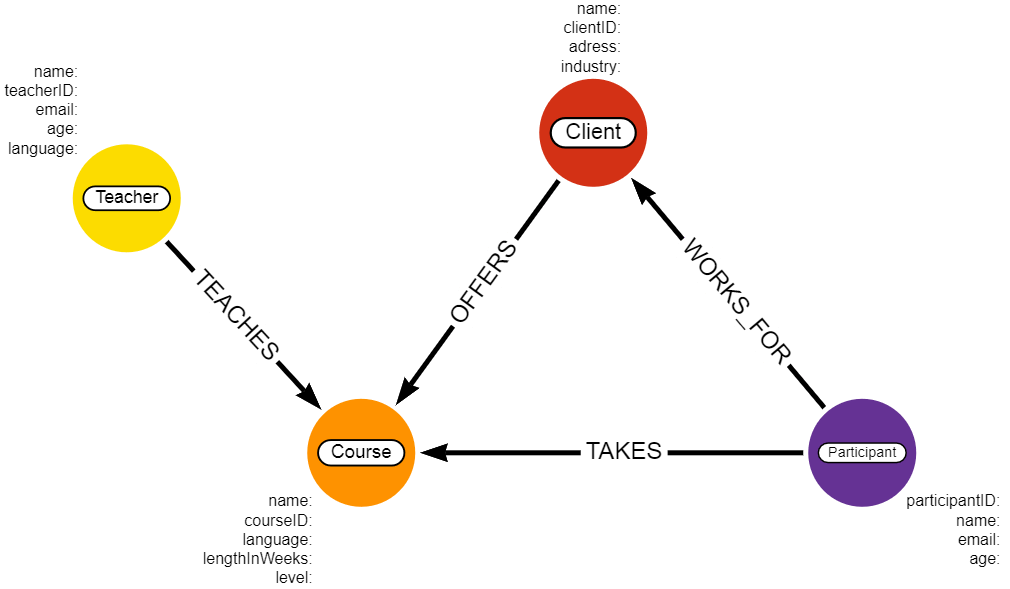 name:
clientID:
adress:
industry:
Client
name:
teacherID:
email:
age:
language:
Teacher
TEACHES
OFFERS
WORKS_FOR
Course
TAKES
Participant
name:
courseID:
language:
lengthInWeeks:
level:
participantID:
name:
email:
age: